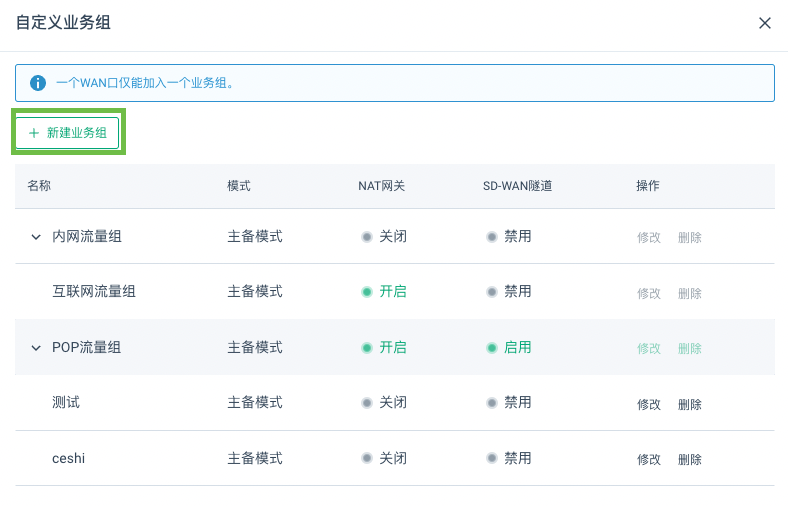 自定义业务组
一个WAN口仅能加入一个业务组。
新建业务组
名称 模式 NAT网关 SD-WAN隧道 操作
内网流量组 主备模式 关闭 禁用 修改 删除
互联网流量组 主备模式 开启 禁用 修改 删除
POP流量组 主备模式 开启 启用 修改 删除
测试 主备模式 关闭 禁用 修改 删除
ceshi 主备模式 关闭 禁用 修改 删除